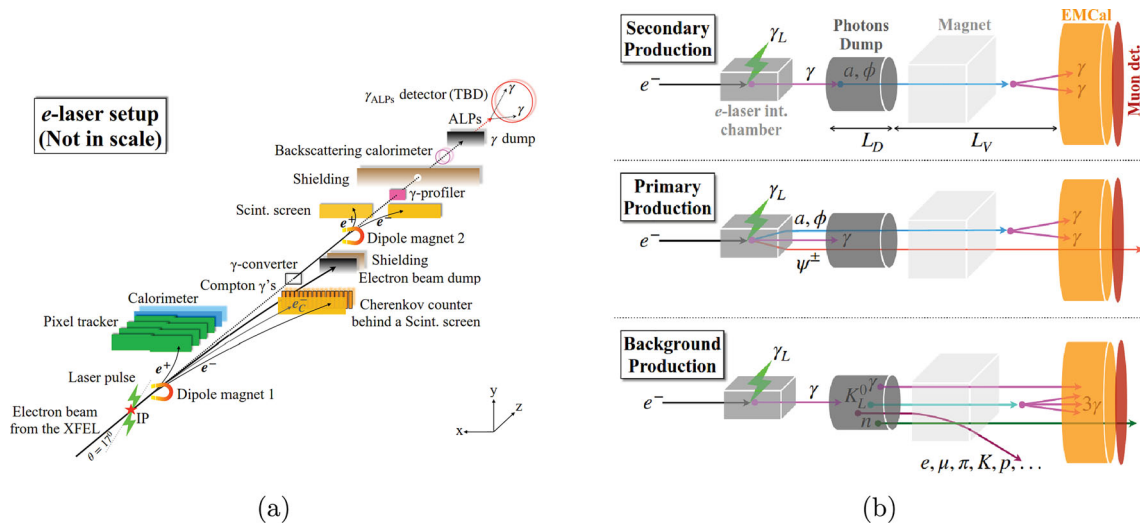 e-laser setup
(Not in scale)
γALPs detector (TBD)
γ
γ
ALPs
γ dump
Backscattering calorimeter
Shielding
γ-profiler
Scint. screen
e+
e−
Dipole magnet 2
γ-converter
Shielding
Electron beam dump
Compton γ's
Calorimeter
eC−
Cherenkov counter
behind a Scint. screen
Pixel tracker
e+
e−
Laser pulse
Dipole magnet 1
IP
Electron beam
from the XFEL
θ = 17⁰
y
z
x
(a)
Secondary
Production
γL
Photons
Dump
Magnet
EMCal
Muon det.
e−
γ
a, ϕ
γ
γ
e-laser int.
chamber
LD
LV
Primary
Production
γL
a, ϕ
e−
γ
ψ±
γ
γ
Background
Production
γL
e−
γ
γ
KL0
n
3γ
e, μ, π, K, p, . . .
(b)